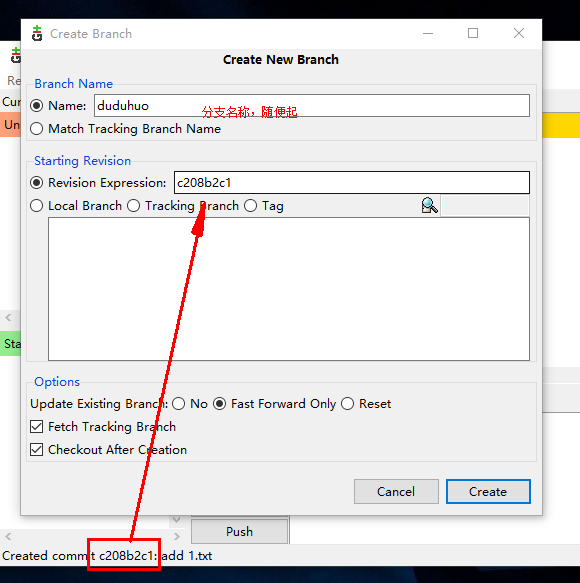 Create Branch
Create New Branch
Branch Name
Name: duduhuo
分支名称，随便起
Match Tracking Branch Name
Starting Revision
Revision Expression: c208b2c1
Local Branch Tracking Branch Tag
Options
Update Existing Branch: No Fast Forward Only Reset
Fetch Tracking Branch
Checkout After Creation
Cancel Create
Re
Cur
Un
Sta
Push
Created commit c208b2c1: add 1.txt